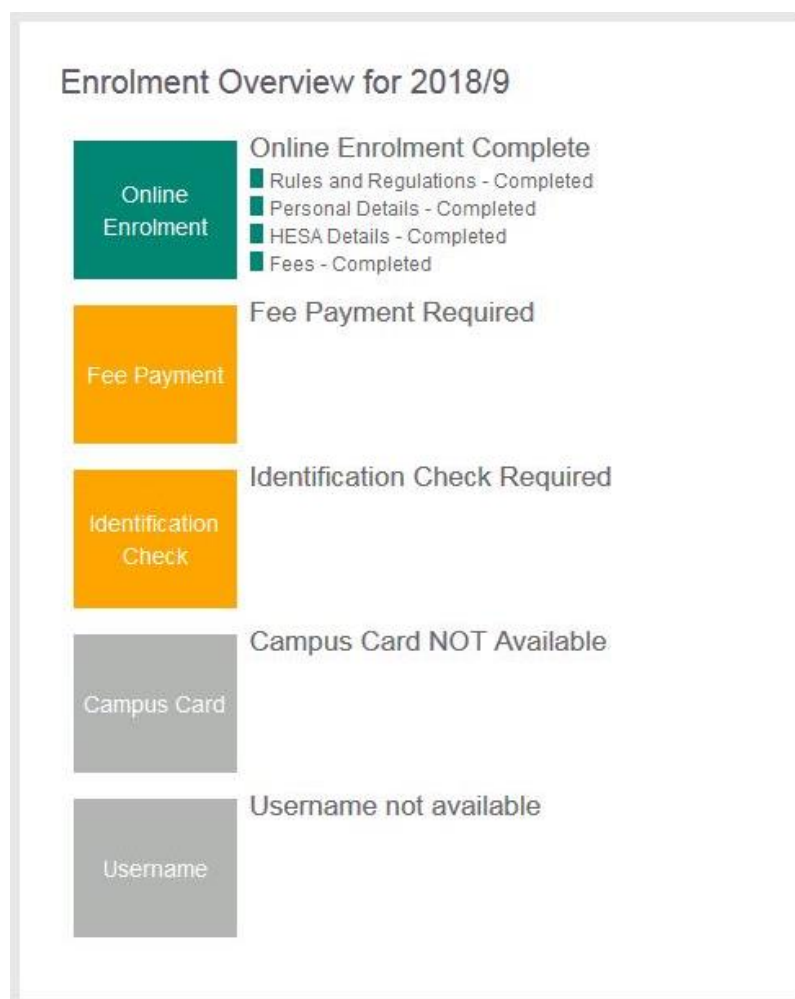 Enrolment Overview for 2018/9
Online
Enrolment
Online Enrolment Complete
Rules and Regulations - Completed
Personal Details - Completed
HESA Details - Completed
Fees - Completed
Fee Payment
Fee Payment Required
Identification
Check
Identification Check Required
Campus Card
Campus Card NOT Available
Username
Username not available